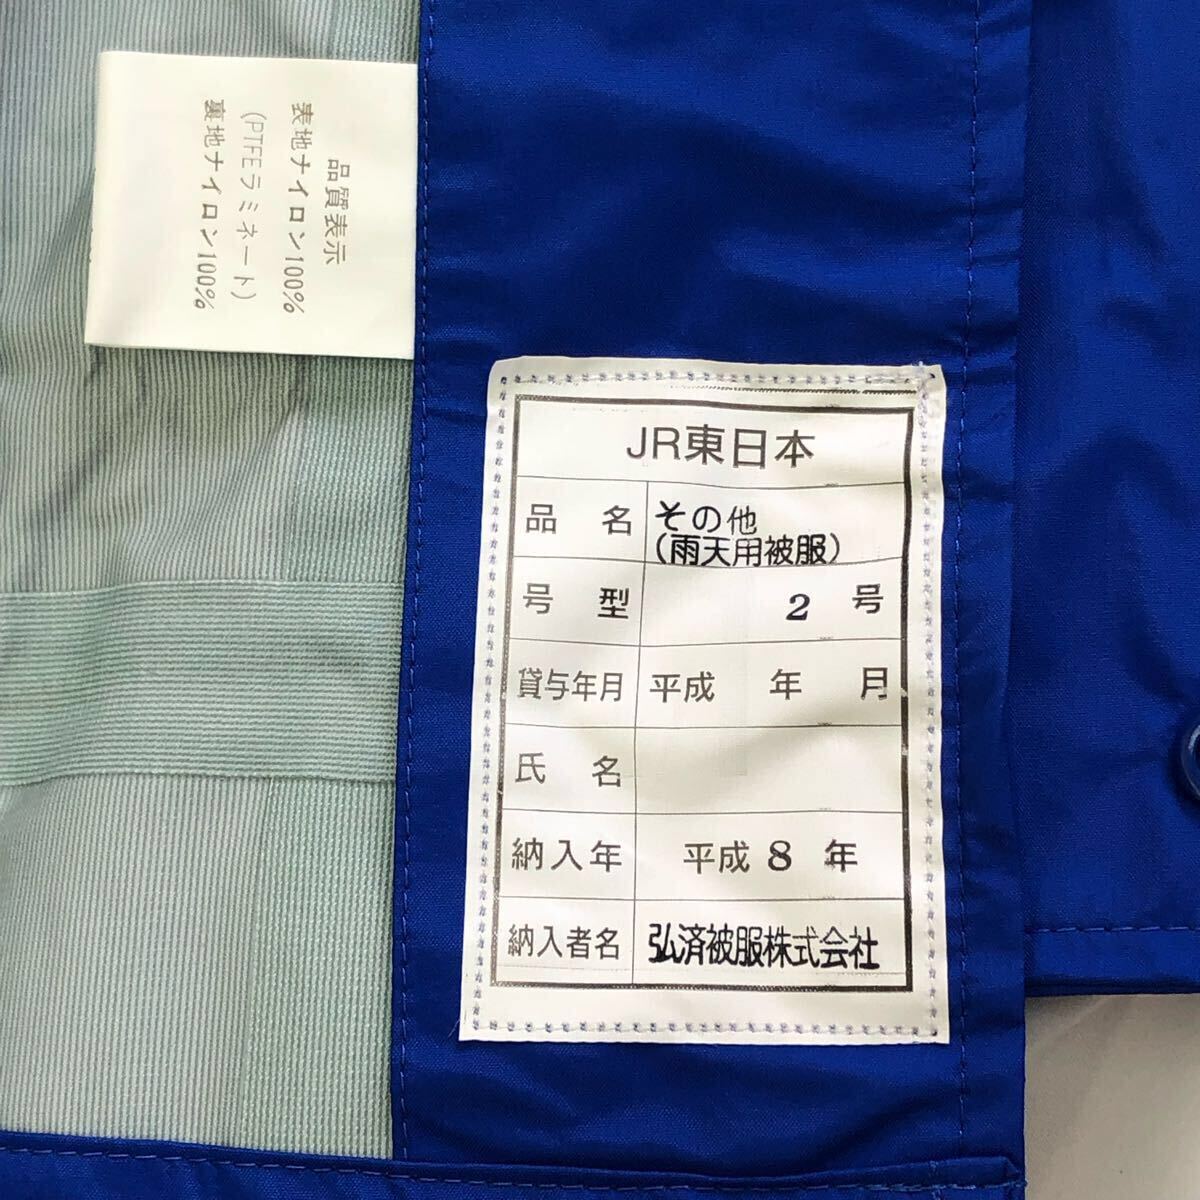 品質表示
表地ナイロン100%
(PTFEラミネート)
裏地ナイロン100%
JR東日本
品 名 その他
(雨天用被服)
号 型 2 号
貸与年月 平成 年 月
氏 名
納入年 平成 8 年
納入者名 弘済被服株式会社